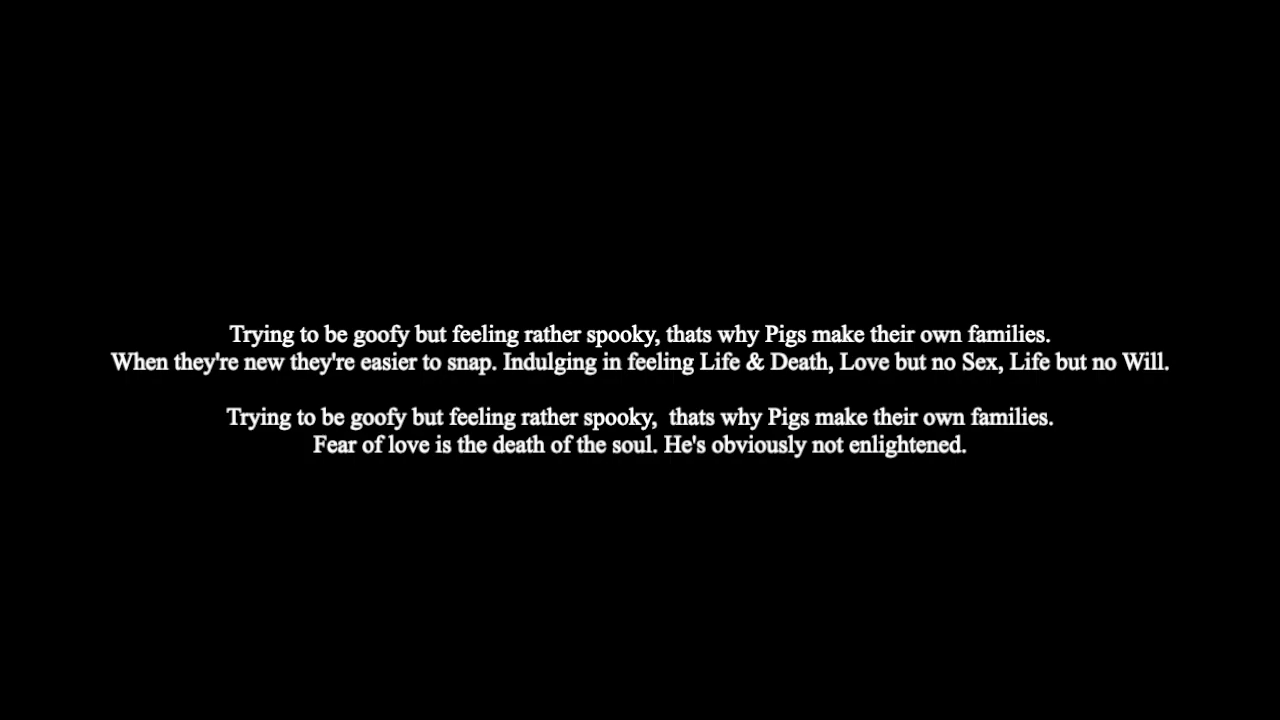 Trying to be goofy but feeling rather spooky, thats why Pigs make their own families.
When they're new they're easier to snap. Indulging in feeling Life & Death, Love but no Sex, Life but no Will.
Trying to be goofy but feeling rather spooky,  thats why Pigs make their own families.
Fear of love is the death of the soul. He's obviously not enlightened.